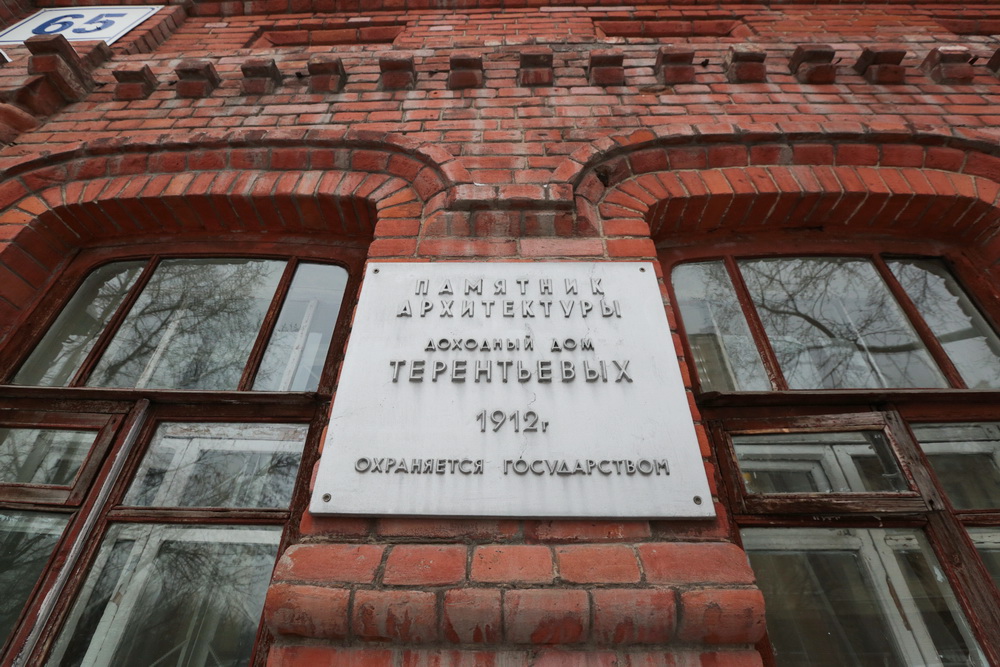 65
ПАМЯТНИК
АРХИТЕКТУРЫ
ДОХОДНЫЙ ДОМ
ТЕРЕНТЬЕВЫХ
1912г
ОХРАНЯЕТСЯ ГОСУДАРСТВОМ